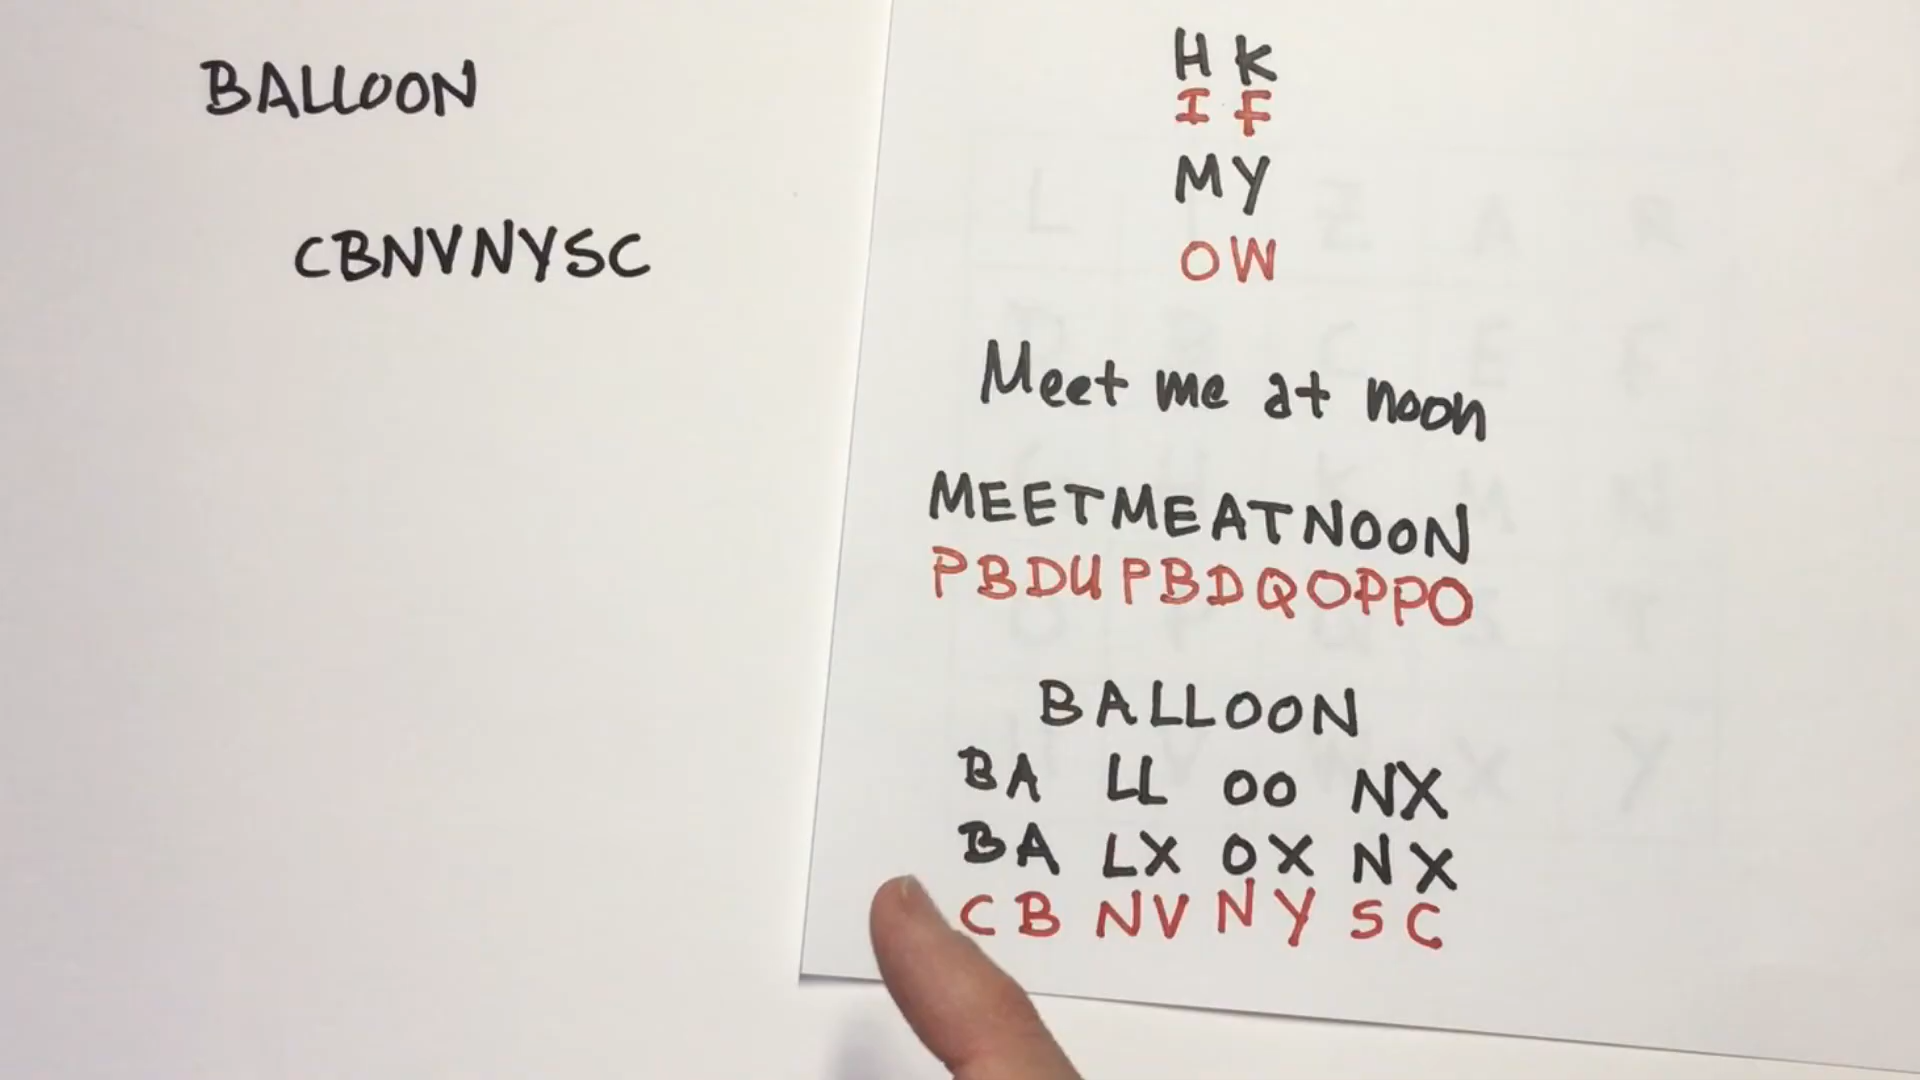 BALLOON
CBNVNYSC
HK
IF
MY
OW
Meet me at noon
MEETMEATNOON
PBDUPBDQOPPO
BALLOON
BA LL OO NX
BA LX OX NX
CB NV NY SC